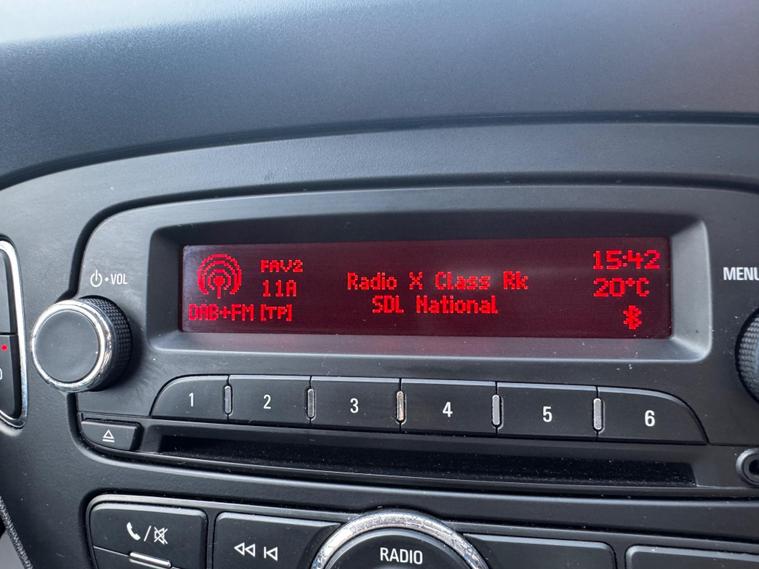 FAV2
15:42
11A
Radio X Class Rk
20°C
DAB+FM [TP]
SDL National
VOL
MENU
1 2 3 4 5 6
RADIO